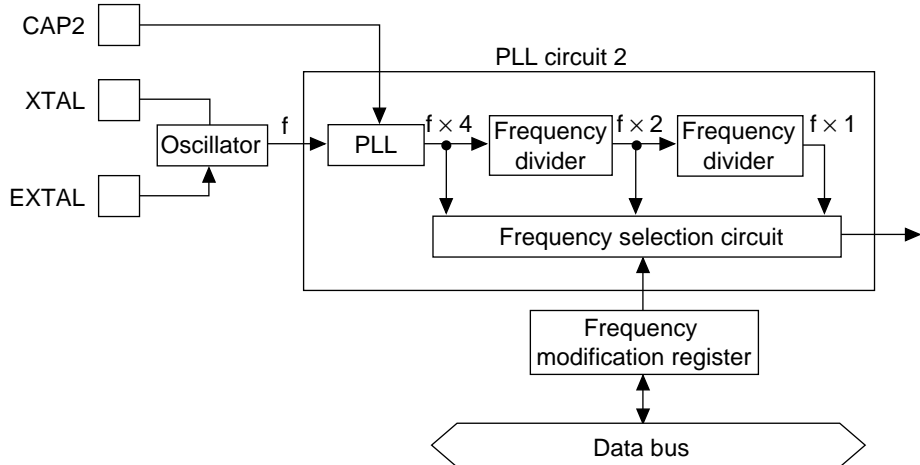 CAP2
PLL circuit 2
XTAL
EXTAL
Oscillator
f
PLL
f × 4
Frequency
divider
f × 2
Frequency
divider
f × 1
Frequency selection circuit
Frequency
modification register
Data bus